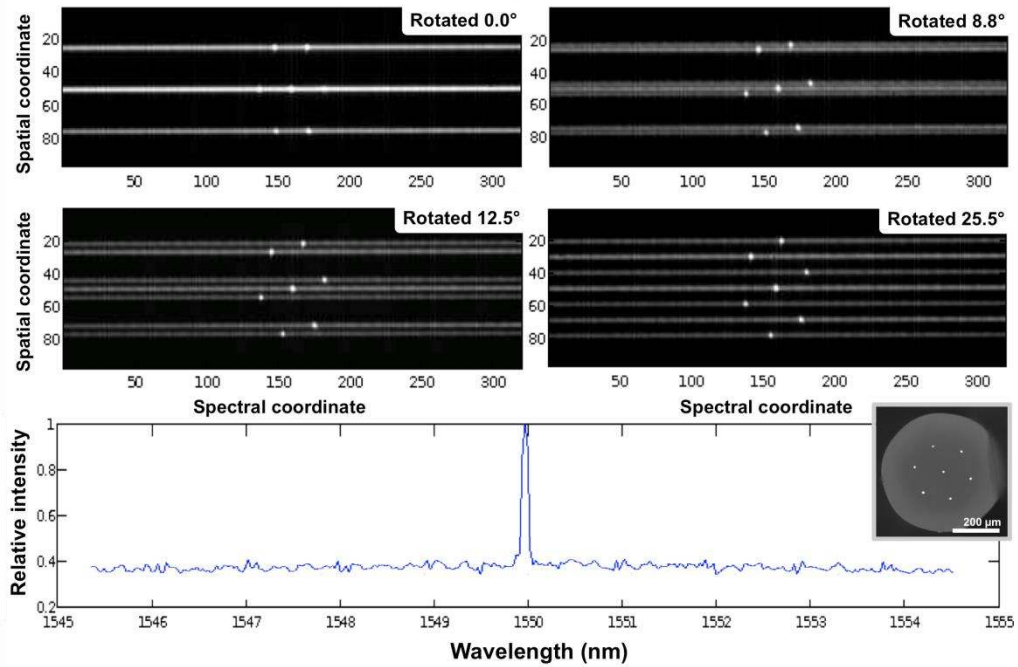 Rotated 0.0°
Spatial coordinate
20
40
60
80
50 100 150 200 250 300
Rotated 8.8°
20
40
60
80
50 100 150 200 250 300
Rotated 12.5°
Spatial coordinate
20
40
60
80
50 100 150 200 250 300
Spectral coordinate
Rotated 25.5°
20
40
60
80
50 100 150 200 250 300
Spectral coordinate
Relative intensity
1
0.8
0.6
0.4
0.2
1545 1546 1547 1548 1549 1550 1551 1552 1553 1554 1555
Wavelength (nm)
200 µm